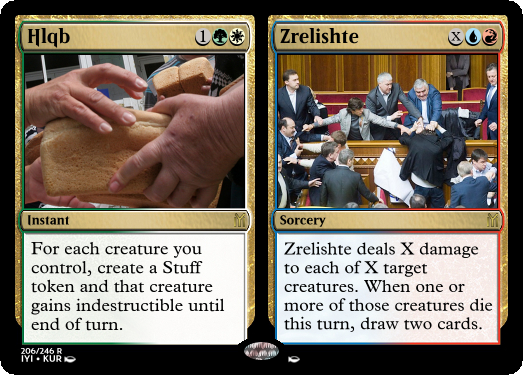 Hlqb
1
Instant
For each creature you
control, create a Stuff
token and that creature
gains indestructible until
end of turn.
206/246 R
IYI • KUR
Zrelishte
X
Sorcery
Zrelishte deals X damage
to each of X target
creatures. When one or
more of those creatures die
this turn, draw two cards.